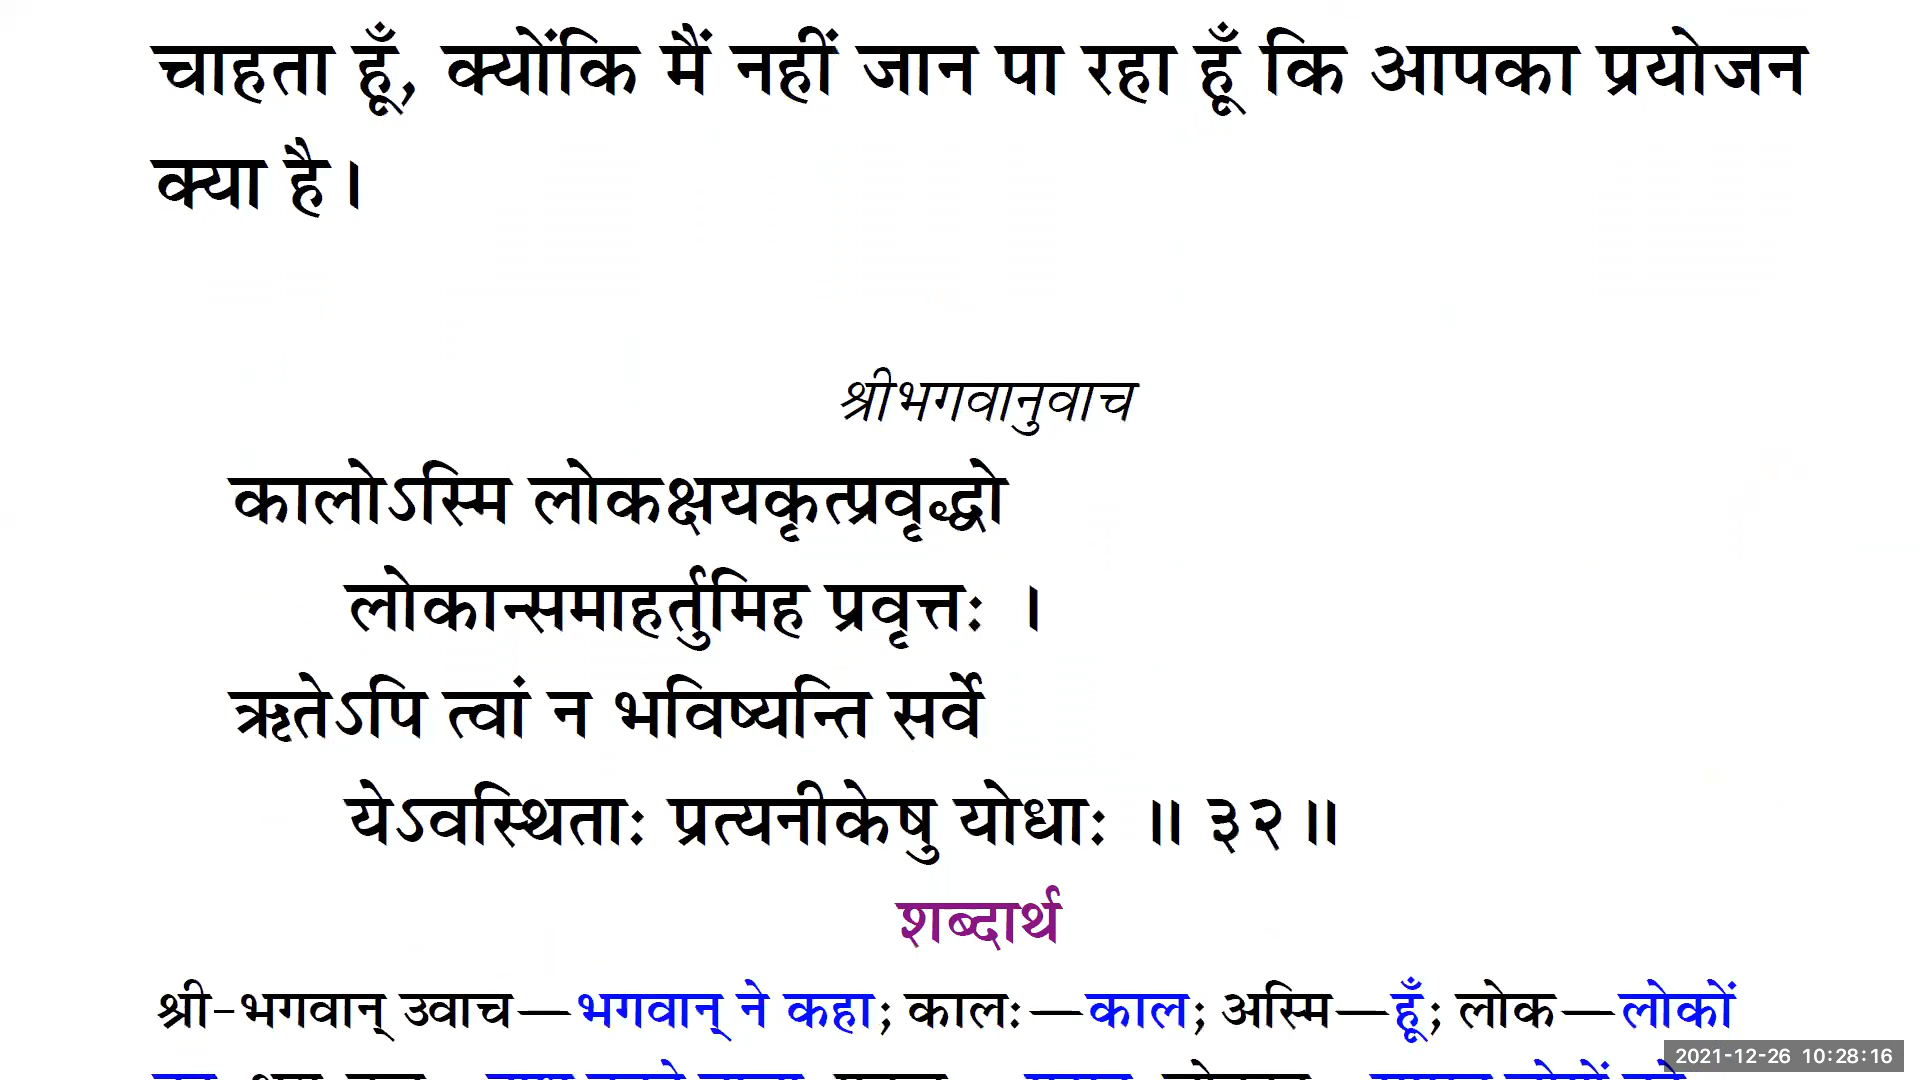 चाहता हूँ, क्योंकि मैं नहीं जान पा रहा हूँ कि आपका प्रयोजन
क्या है।
श्रीभगवानुवाच
कालोऽस्मि लोकक्षयकृत्प्रवृद्धो
लोकान्समाहर्तुमिह प्रवृत्तः ।
ऋतेऽपि त्वां न भविष्यन्ति सर्वे
येऽवस्थिताः प्रत्यनीकेषु योधाः ॥ ३२॥
शब्दार्थ
श्री-भगवान् उवाच—भगवान् ने कहा; कालः—काल; अस्मि—हूँ; लोक—लोकों
2021-12-26 10:28:16